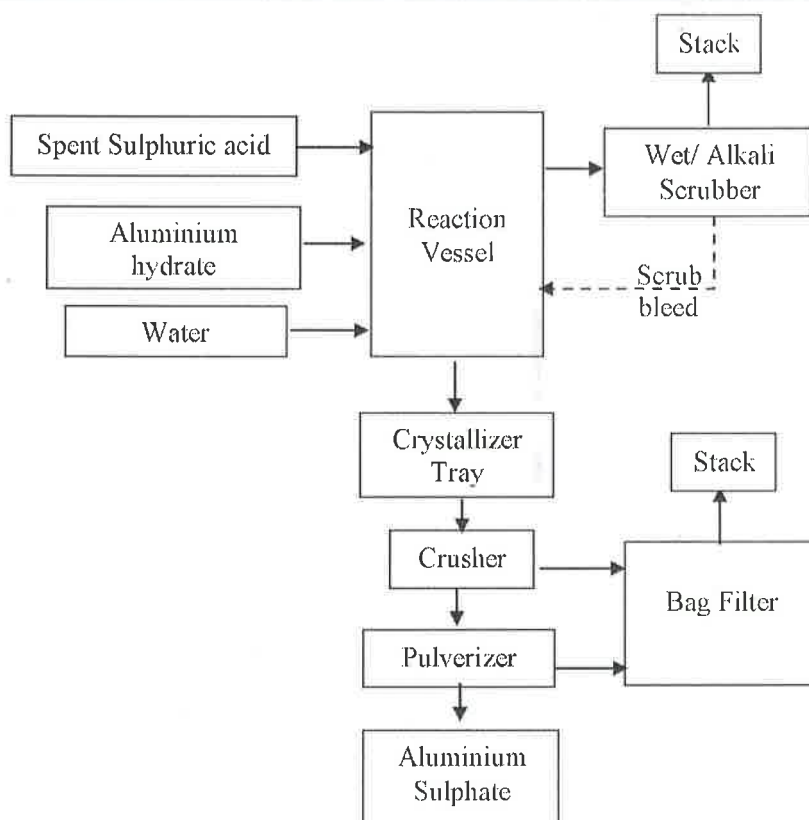 Stack
Spent Sulphuric acid
Wet/ Alkali
Scrubber
Reaction
Vessel
Aluminium
hydrate
Scrub
bleed
Water
Crystallizer
Tray
Stack
Crusher
Bag Filter
Pulverizer
Aluminium
Sulphate